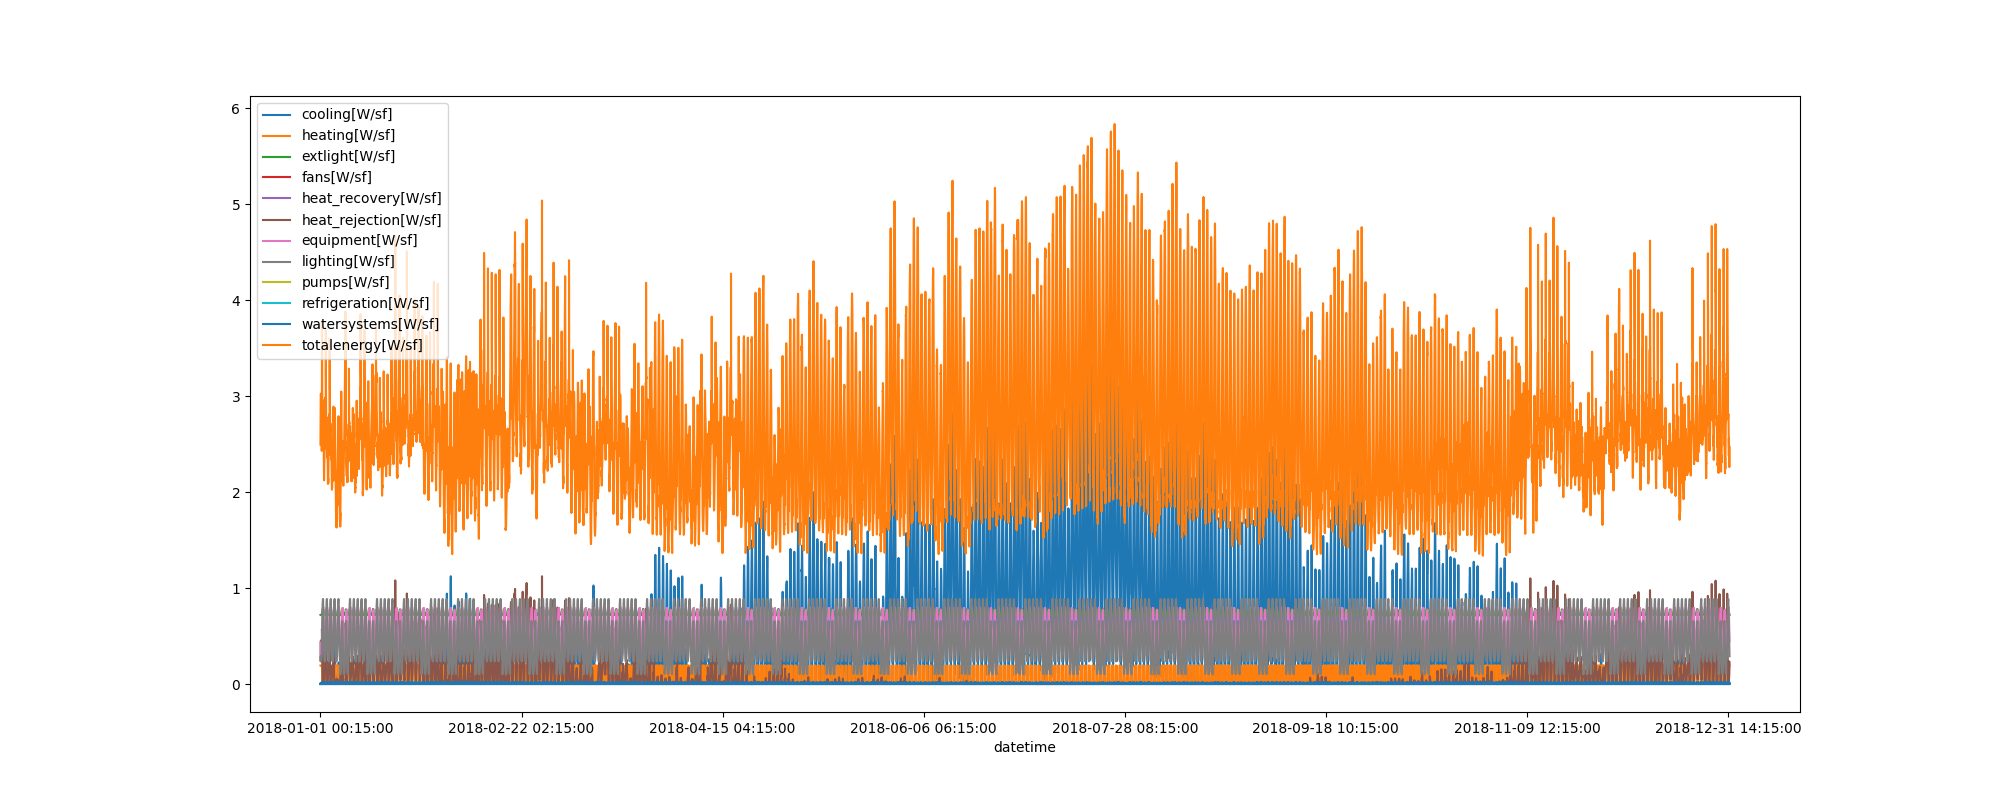 6
5
4
3
2
1
0
cooling[W/sf]
heating[W/sf]
extlight[W/sf]
fans[W/sf]
heat_recovery[W/sf]
heat_rejection[W/sf]
equipment[W/sf]
lighting[W/sf]
pumps[W/sf]
refrigeration[W/sf]
watersystems[W/sf]
totalenergy[W/sf]
2018-01-01 00:15:00 2018-02-22 02:15:00 2018-04-15 04:15:00 2018-06-06 06:15:00 2018-07-28 08:15:00 2018-09-18 10:15:00 2018-11-09 12:15:00 2018-12-31 14:15:00
datetime